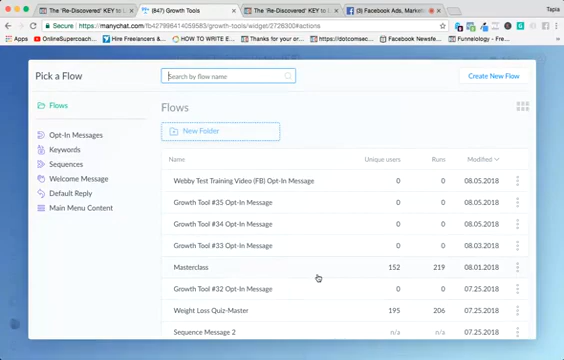 The 'Re-Discovered' KEY to L
(847) Growth Tools
The 'Re-Discovered' KEY to L
(3) Facebook Ads, Market
Tapia
Secure
https://manychat.com/fb427996414059583/growth-tools/widget/2726300#actions
Apps
OnlineSupercoach
Hire Freelancers |
HOW TO WRITE E
Thanks for your or
https://dotcomsec
Facebook Newsfe
Funnelology - Frat
Pick a Flow
Search by flow name
Create New Flow
Flows
Opt-In Messages
Keywords
Sequences
Welcome Message
Default Reply
Main Menu Content
Flows
New Folder
Name Unique users Runs Modified
Webby Test Training Video (FB) Opt-In Message 0 0 08.05.2018
Growth Tool #35 Opt-In Message 0 0 08.05.2018
Growth Tool #34 Opt-In Message 0 0 08.05.2018
Growth Tool #33 Opt-In Message 0 0 08.03.2018
Masterclass 152 219 08.01.2018
Growth Tool #32 Opt-In Message 0 0 07.25.2018
Weight Loss Quiz-Master 195 206 07.25.2018
Sequence Message 2 n/a n/a 07.25.2018